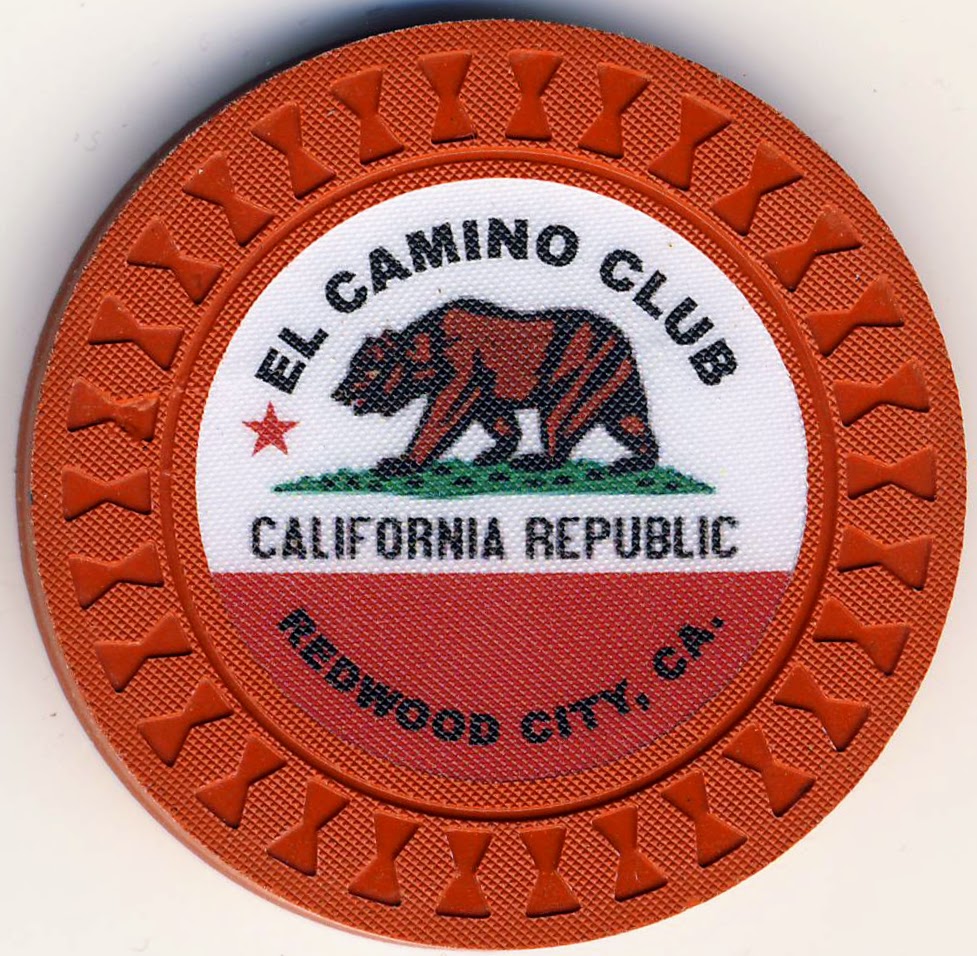 EL CAMINO CLUB
CALIFORNIA REPUBLIC
REDWOOD CITY, CA.